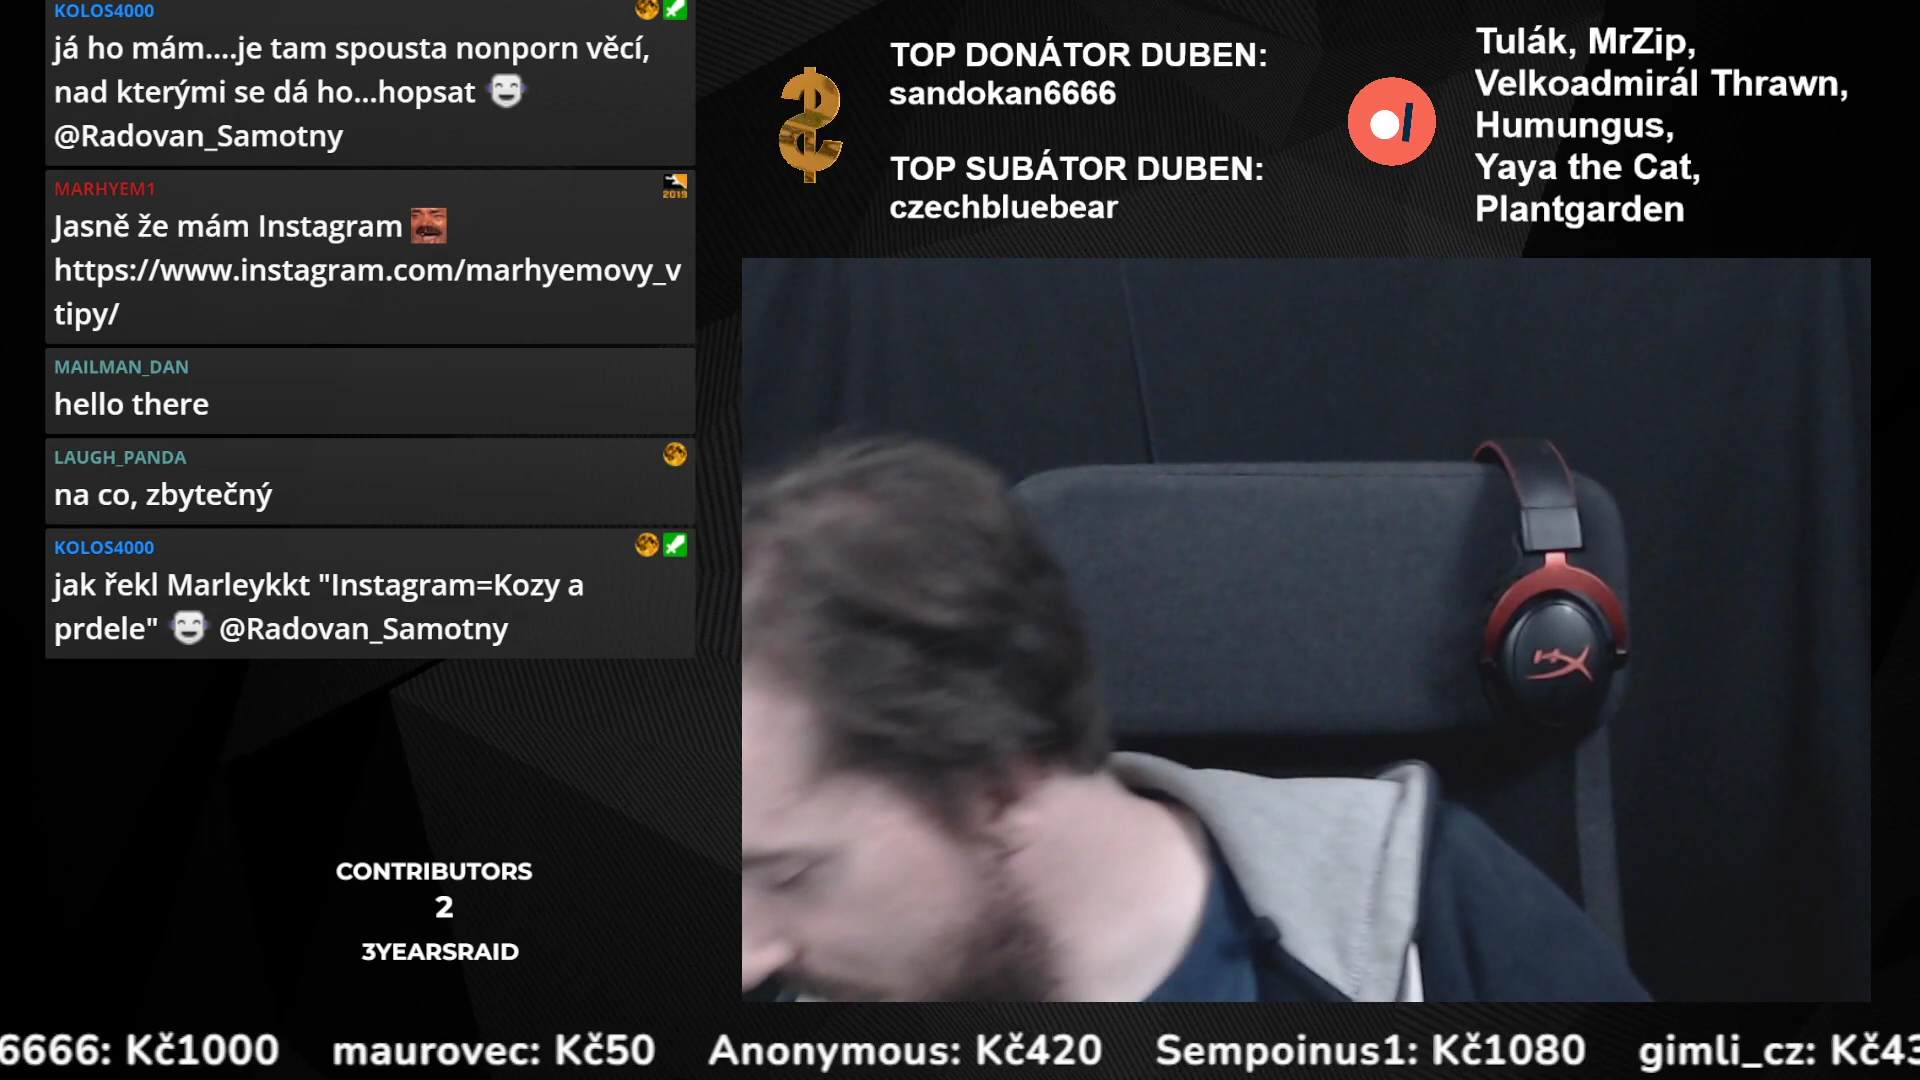 KOLOS4000
já ho mám....je tam spousta nonporn věcí,
nad kterými se dá ho...hopsat
@Radovan_Samotny
MARHYEM1
2019
Jasně že mám Instagram
https://www.instagram.com/marhyemovy_v
tipy/
MAILMAN_DAN
hello there
LAUGH_PANDA
na co, zbytečný
KOLOS4000
jak řekl Marleykkt "Instagram=Kozy a
prdele" @Radovan_Samotny
CONTRIBUTORS
2
3YEARSRAID
TOP DONÁTOR DUBEN:
sandokan6666
TOP SUBÁTOR DUBEN:
czechbluebear
Tulák, MrZip,
Velkoadmirál Thrawn,
Humungus,
Yaya the Cat,
Plantgarden
HX
6666: Kč1000 maurovec: Kč50 Anonymous: Kč420 Sempoinus1: Kč1080 gimli_cz: Kč43